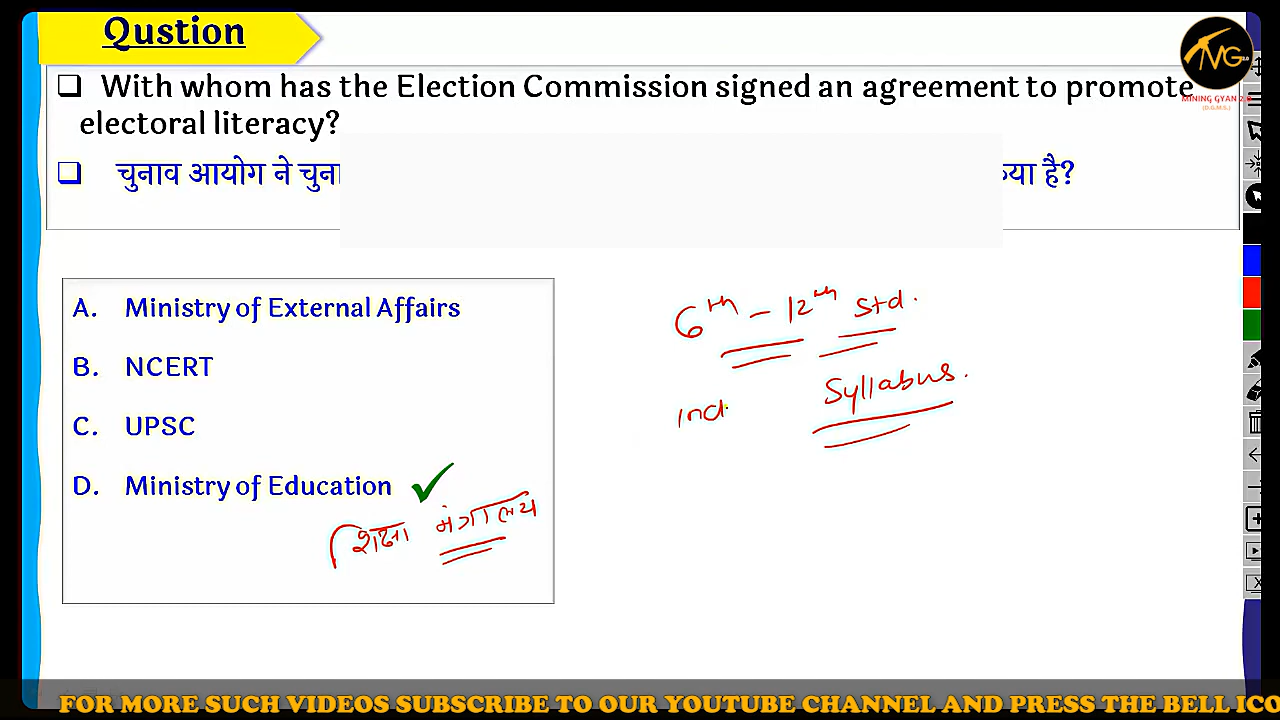 Qustion
MINING GYAN 2.0
(D.G.M.S.)
❑ With whom has the Election Commission signed an agreement to promote
electoral literacy?
❑ चुनाव आयोग ने है?
A. Ministry of External Affairs
B. NCERT
C. UPSC
D. Ministry of Education ✓
शिक्षा मंत्रालय
6th - 12th std.
Syllabus.
FOR MORE SUCH VIDEOS SUBSCRIBE TO OUR YOUTUBE CHANNEL AND PRESS THE BELL ICO